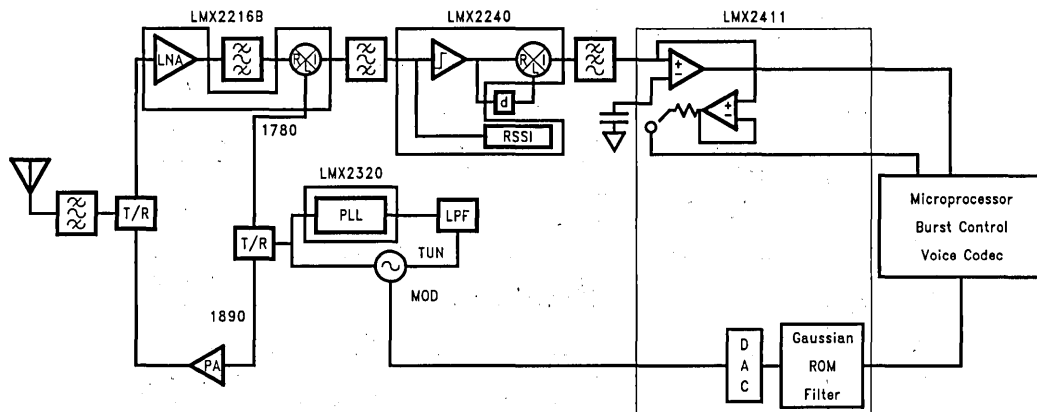 LMX2216B
LMX2240
LMX2411
LNA
R I
L
R I
L
+
−
+
−
d
RSSI
1780
LMX2320
T/R
PLL
LPF
T/R
TUN
MOD
Microprocessor
Burst Control
Voice Codec
1890
PA
D
A
C
Gaussian
ROM
Filter